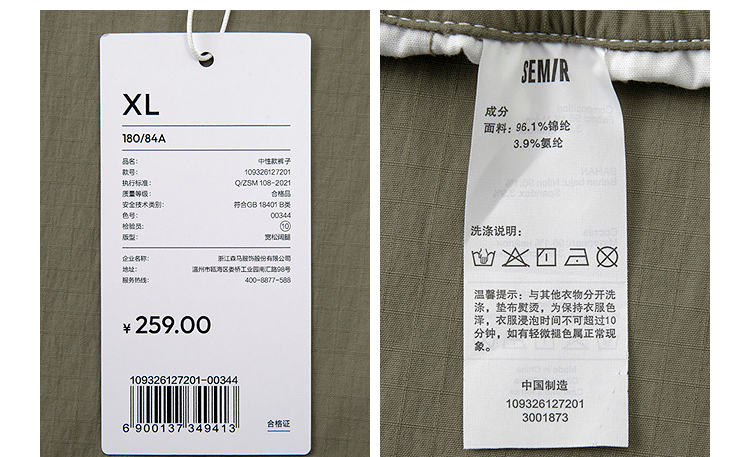 XL
180/84A
品名: 中性款裤子
款号: 109326127201
执行标准: Q/ZSM 108-2021
质量等级: 合格品
安全技术类别: 符合GB 18401 B类
色号: 00344
检验员: 10
版型: 宽松阔腿
企业名称: 浙江森马服饰股份有限公司
地址: 温州市瓯海区娄桥工业园南汇路98号
服务热线: 400-8877-588
¥ 259.00
109326127201-00344
6 900137 349413
合格证
SEMIR
成分
面料: 96.1%锦纶
3.9%氨纶
洗涤说明:
温馨提示: 与其他衣物分开洗
涤, 垫布熨烫, 为保持衣服色
泽, 衣服浸泡时间不可超过10
分钟, 如有轻微褪色属正常现
象。
中国制造
109326127201
3001873